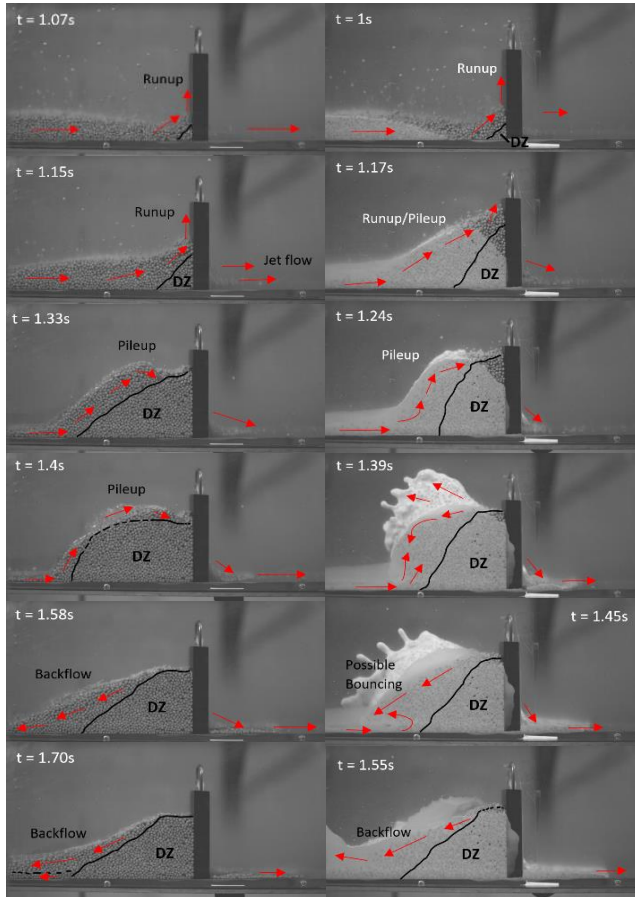 t = 1.07s
Runup
t = 1s
Runup
DZ
t = 1.15s
Runup
DZ
Jet flow
t = 1.17s
Runup/Pileup
DZ
t = 1.33s
Pileup
DZ
t = 1.24s
Pileup
DZ
t = 1.4s
Pileup
DZ
t = 1.39s
DZ
t = 1.58s
Backflow
DZ
t = 1.45s
Possible
Bouncing
DZ
t = 1.70s
Backflow
DZ
t = 1.55s
Backflow
DZ